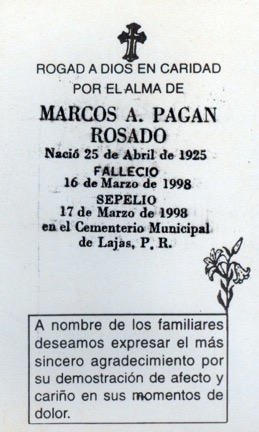 ROGAD A DIOS EN CARIDAD
POR EL ALMA DE
MARCOS A. PAGAN
ROSADO
Nació 25 de Abril de 1925
FALLECIO
16 de Marzo de 1998
SEPELIO
17 de Marzo de 1998
en el Cementerio Municipal
de Lajas, P. R.
A nombre de los familiares
deseamos expresar el más
sincero agradecimiento por
su demostración de afecto y
cariño en sus momentos de
dolor.